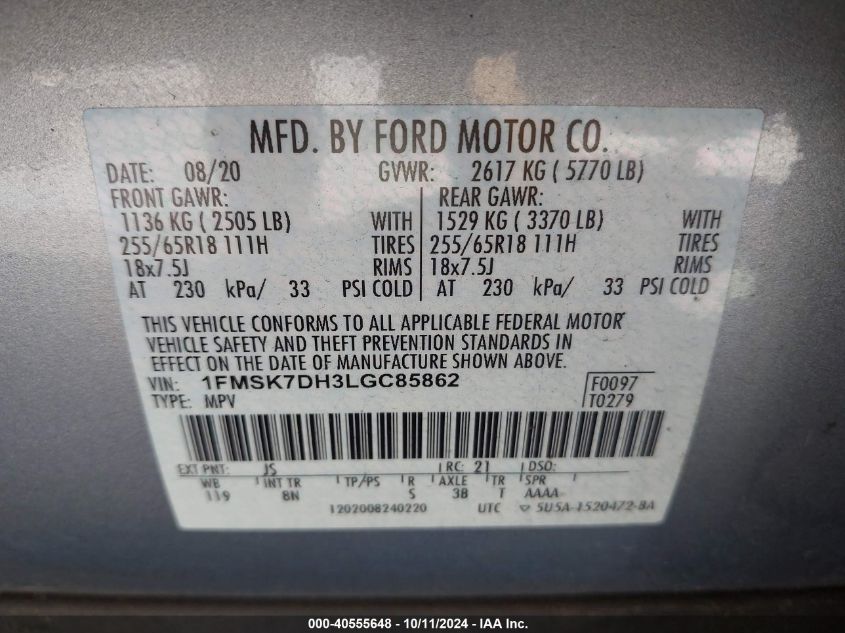 MFD. BY FORD MOTOR CO.
DATE: 08/20 GVWR: 2617 KG ( 5770 LB)
FRONT GAWR: REAR GAWR:
1136 KG ( 2505 LB) WITH 1529 KG ( 3370 LB) WITH
255/65R18 111H TIRES 255/65R18 111H TIRES
18x7.5J RIMS 18x7.5J RIMS
AT 230 kPa/ 33 PSI COLD AT 230 kPa/ 33 PSI COLD
THIS VEHICLE CONFORMS TO ALL APPLICABLE FEDERAL MOTOR
VEHICLE SAFETY AND THEFT PREVENTION STANDARDS IN
EFFECT ON THE DATE OF MANUFACTURE SHOWN ABOVE.
VIN: 1FMSK7DH3LGC85862 F0097
TYPE: MPV T0279
EXT PNT: JS RC: 21 DSO:
WB INT TR TP/PS R AXLE TR SPR
119 8N S 3B T AAAA
1202008240220 UTC ▽ 5U5A-1520472-BA
000-40555648 - 10/11/2024 - IAA Inc.